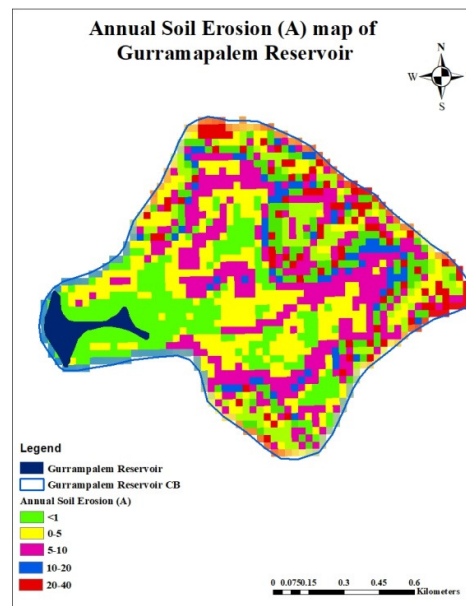 Annual Soil Erosion (A) map of
Gurramapalem Reservoir
N
W
S
Legend
Gurrampalem Reservoir
Gurrampalem Reservoir CB
Annual Soil Erosion (A)
<1
0-5
5-10
10-20
20-40
0 0.0750.15 0.3 0.45 0.6
Kilometers